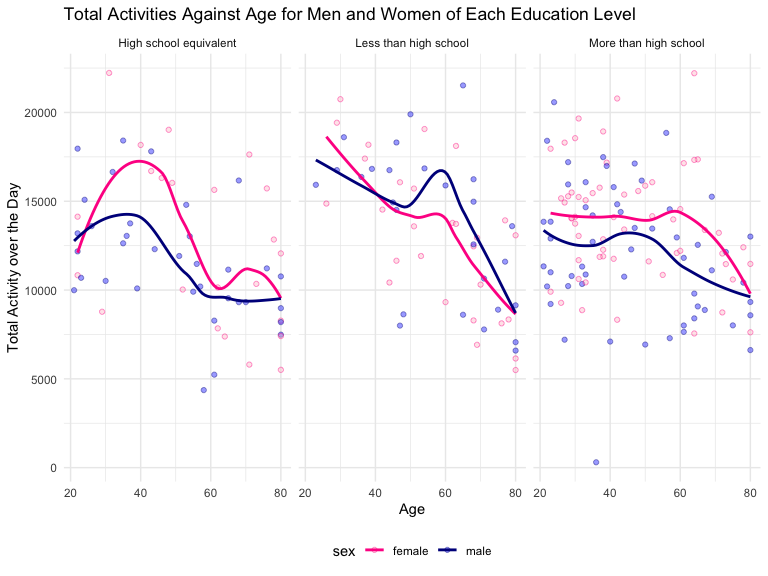 Total Activities Against Age for Men and Women of Each Education Level
High school equivalent
Less than high school
More than high school
Total Activity over the Day
20000
15000
10000
5000
0
20 40 60 80
20 40 60 80
20 40 60 80
Age
sex female male